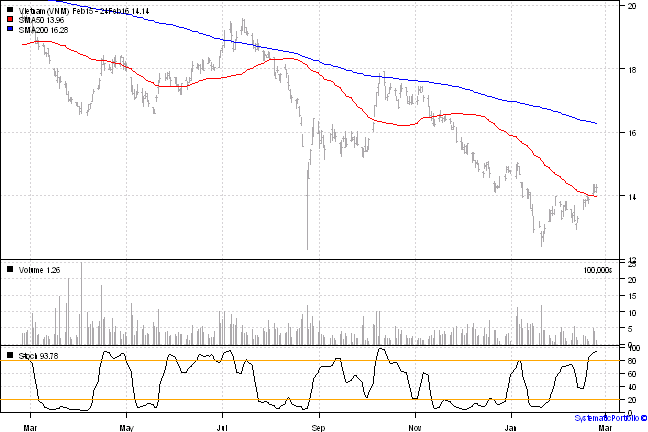 Vietnam (VNM) Feb15 - 24Feb16 14.14
SMA50 13.96
SMA200 16.28
20
18
16
14
12
Volume 1.26
100,000s
25
20
15
10
5
0
Stoch 93.78
100
80
60
40
20
0
Mar May Jul Sep Nov Jan Mar
SystematicPortfolio ©